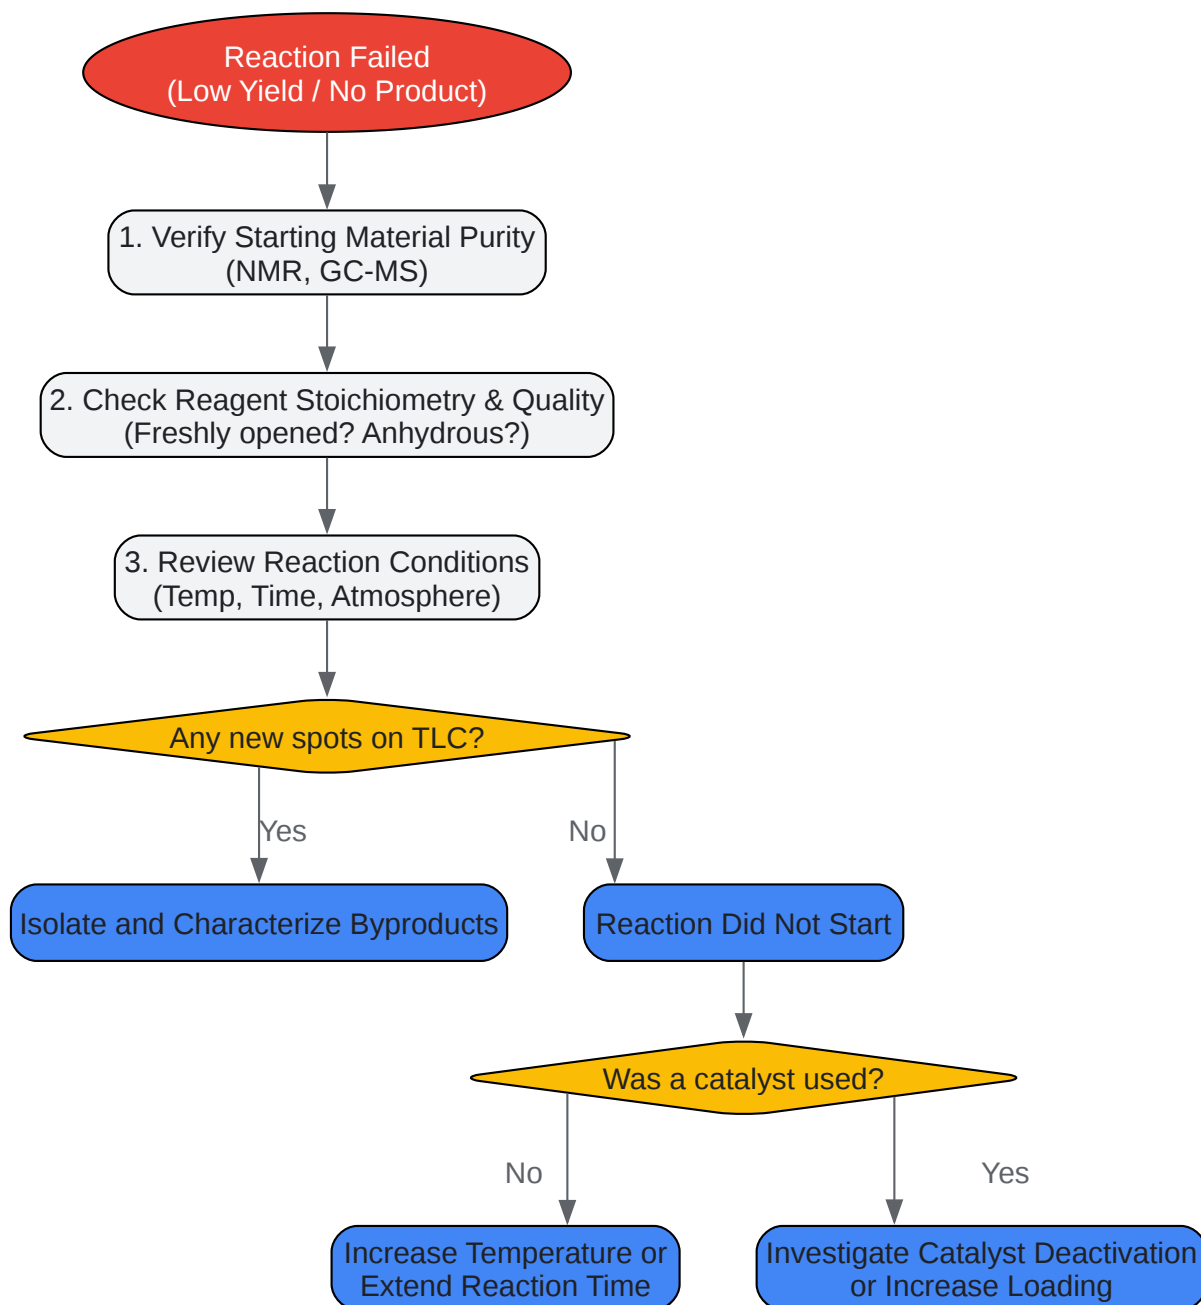 Reaction Failed
(Low Yield / No Product)
1. Verify Starting Material Purity
(NMR, GC-MS)
2. Check Reagent Stoichiometry & Quality
(Freshly opened? Anhydrous?)
3. Review Reaction Conditions
(Temp, Time, Atmosphere)
Any new spots on TLC?
Yes
No
Isolate and Characterize Byproducts
Reaction Did Not Start
Was a catalyst used?
No
Yes
Increase Temperature or
Extend Reaction Time
Investigate Catalyst Deactivation
or Increase Loading